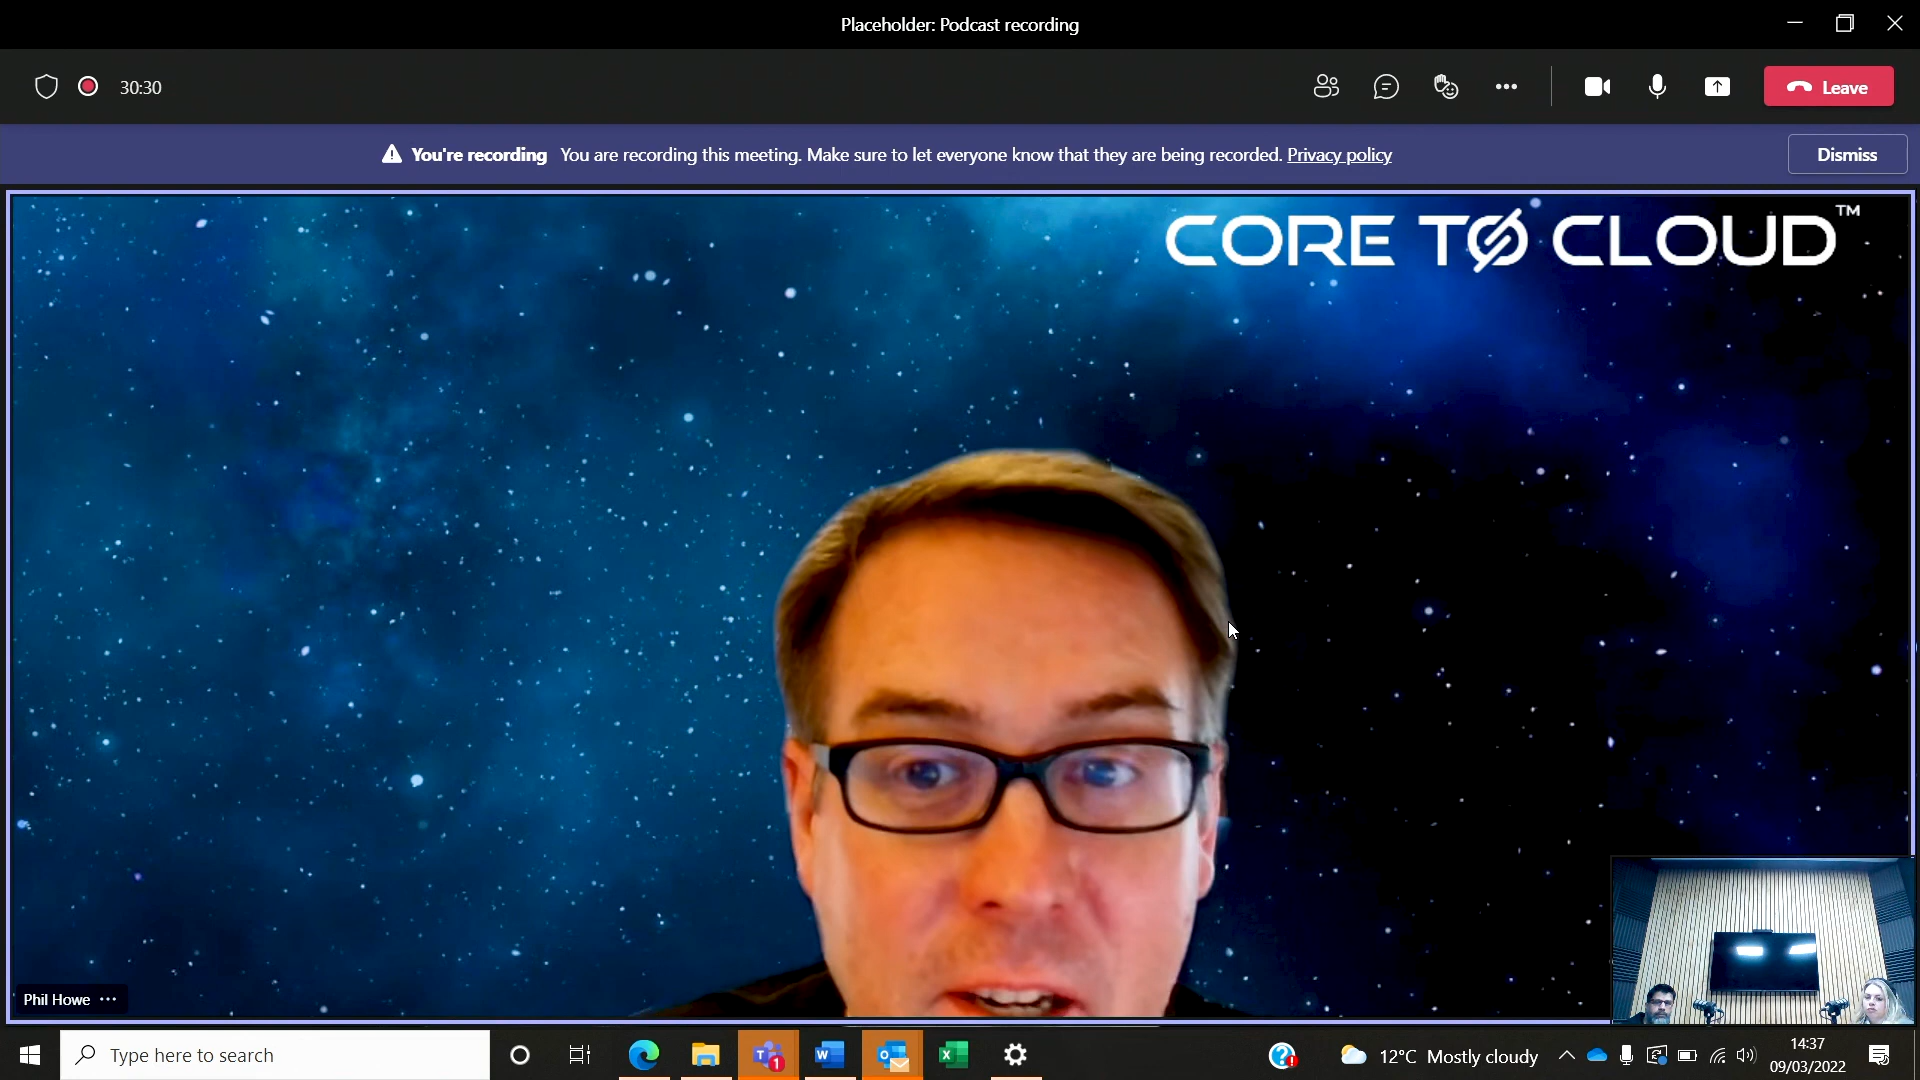 Placeholder: Podcast recording
30:30
Leave
You're recording You are recording this meeting. Make sure to let everyone know that they are being recorded. Privacy policy
Dismiss
CORE TO CLOUD™
Phil Howe
Type here to search
1
12°C Mostly cloudy
14:37
09/03/2022